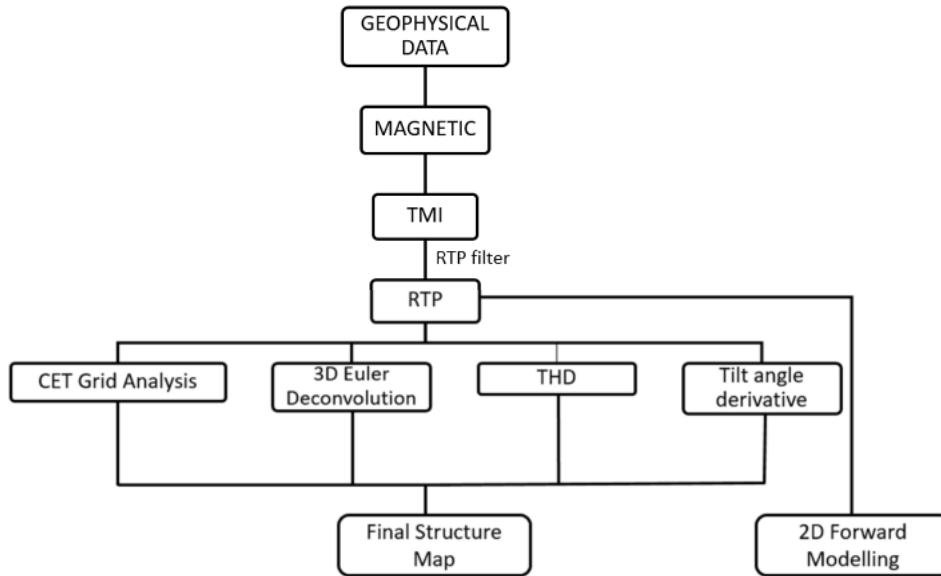 GEOPHYSICAL
DATA
MAGNETIC
TMI
RTP filter
RTP
CET Grid Analysis
3D Euler
Deconvolution
THD
Tilt angle
derivative
Final Structure
Map
2D Forward
Modelling